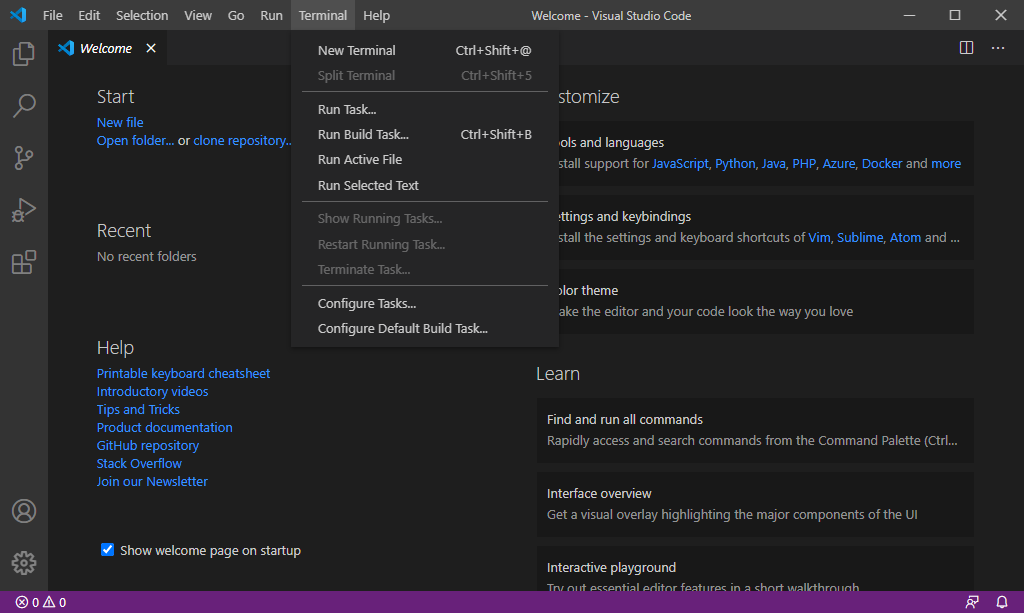 File Edit Selection View Go Run Terminal Help Welcome - Visual Studio Code
Welcome
New Terminal Ctrl+Shift+@
Split Terminal Ctrl+Shift+5
Run Task...
Run Build Task... Ctrl+Shift+B
Run Active File
Run Selected Text
Show Running Tasks...
Restart Running Task...
Terminate Task...
Configure Tasks...
Configure Default Build Task...
Start
New file
Open folder... or clone repository..
Recent
No recent folders
Help
Printable keyboard cheatsheet
Introductory videos
Tips and Tricks
Product documentation
GitHub repository
Stack Overflow
Join our Newsletter
Show welcome page on startup
stomize
ols and languages
stall support for JavaScript, Python, Java, PHP, Azure, Docker and more
ettings and keybindings
stall the settings and keyboard shortcuts of Vim, Sublime, Atom and ...
olor theme
ake the editor and your code look the way you love
Learn
Find and run all commands
Rapidly access and search commands from the Command Palette (Ctrl...
Interface overview
Get a visual overlay highlighting the major components of the UI
Interactive playground
Try out essential editor features in a short walkthrough
0 0